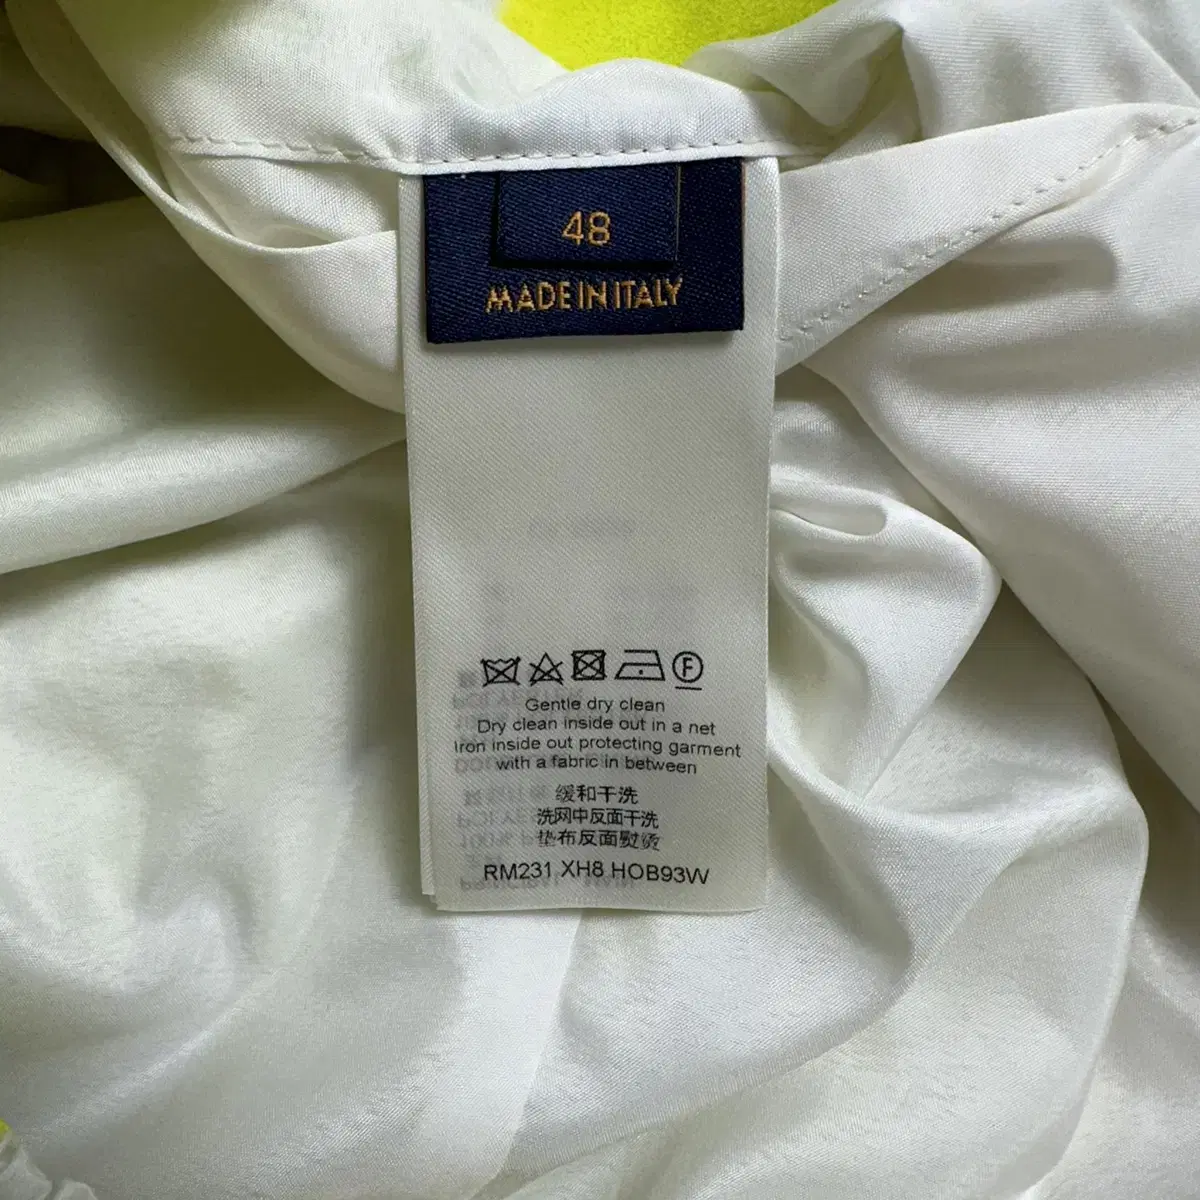 48
MADE IN ITALY
F
Gentle dry clean
Dry clean inside out in a net
Iron inside out protecting garment
with a fabric in between
缓和干洗
洗网中反面干洗
垫布反面熨烫
RM231 XH8 HOB93W